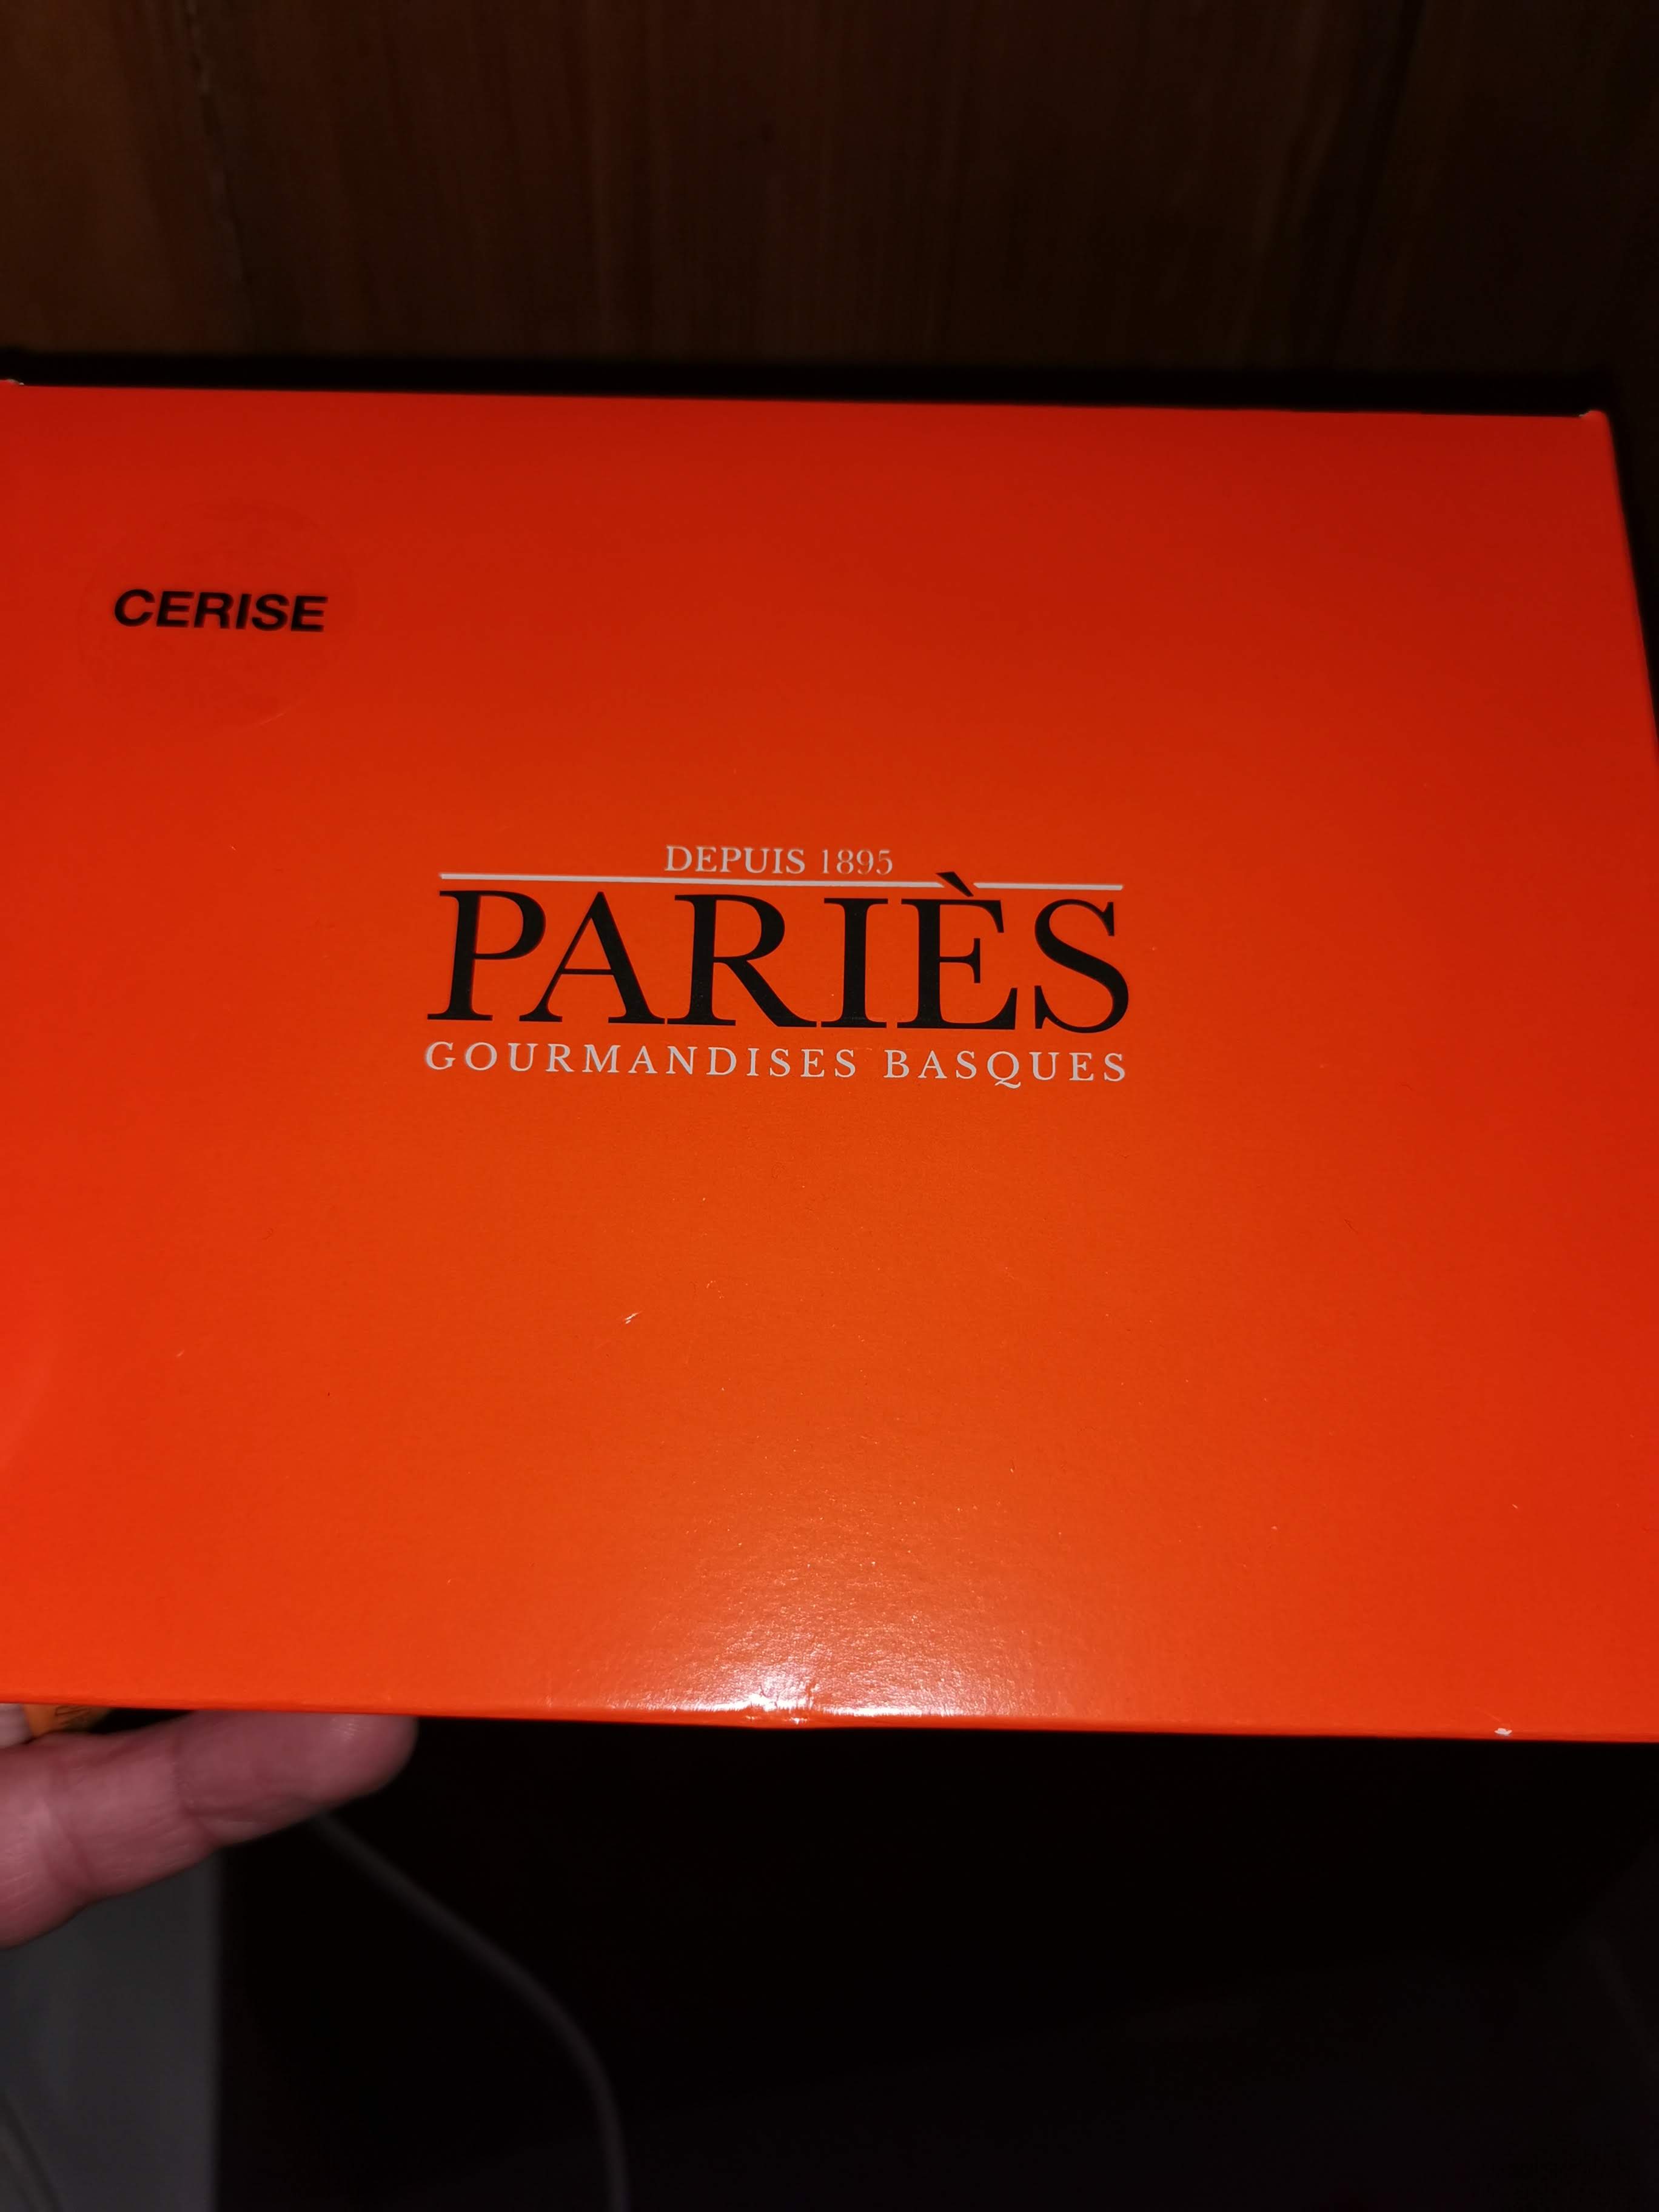 CERISE
DEPUIS 1895
PARIÈS
GOURMANDISES BASQUES